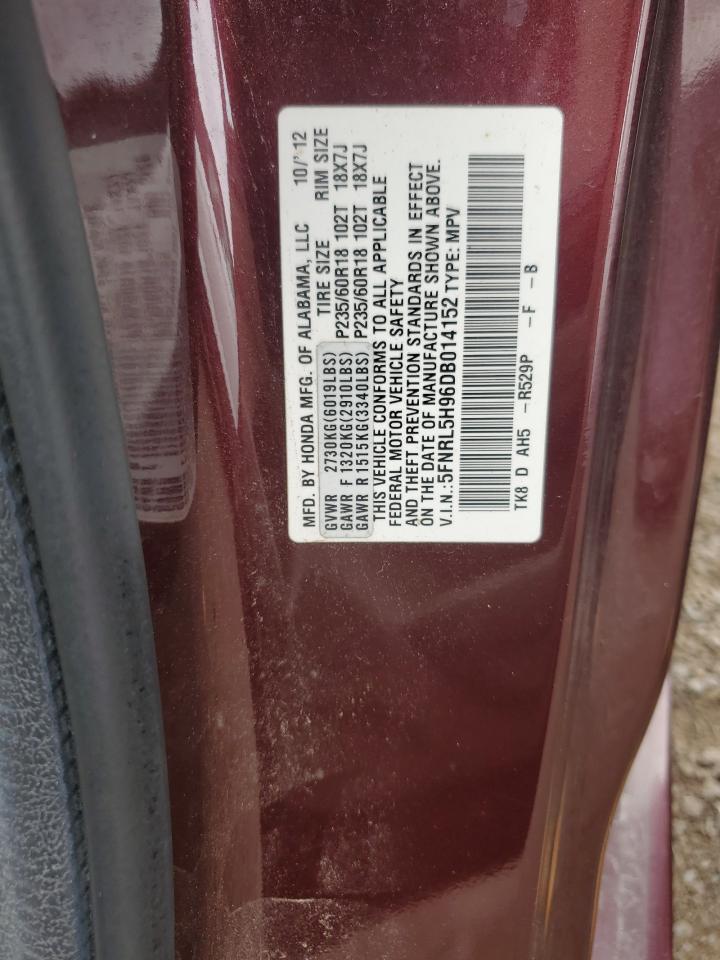 MFD. BY HONDA MFG. OF ALABAMA, LLC 10/'12
GVWR 2730KG(6019LBS) TIRE SIZE RIM SIZE
GAWR F 1320KG(2910LBS) P235/60R18 102T 18X7J
GAWR R 1515KG(3340LBS) P235/60R18 102T 18X7J
THIS VEHICLE CONFORMS TO ALL APPLICABLE
FEDERAL MOTOR VEHICLE SAFETY
AND THEFT PREVENTION STANDARDS IN EFFECT
ON THE DATE OF MANUFACTURE SHOWN ABOVE.
V.I.N.:5FNRL5H96DB014152 TYPE: MPV
TK8 D AH5 -R529P -F -B